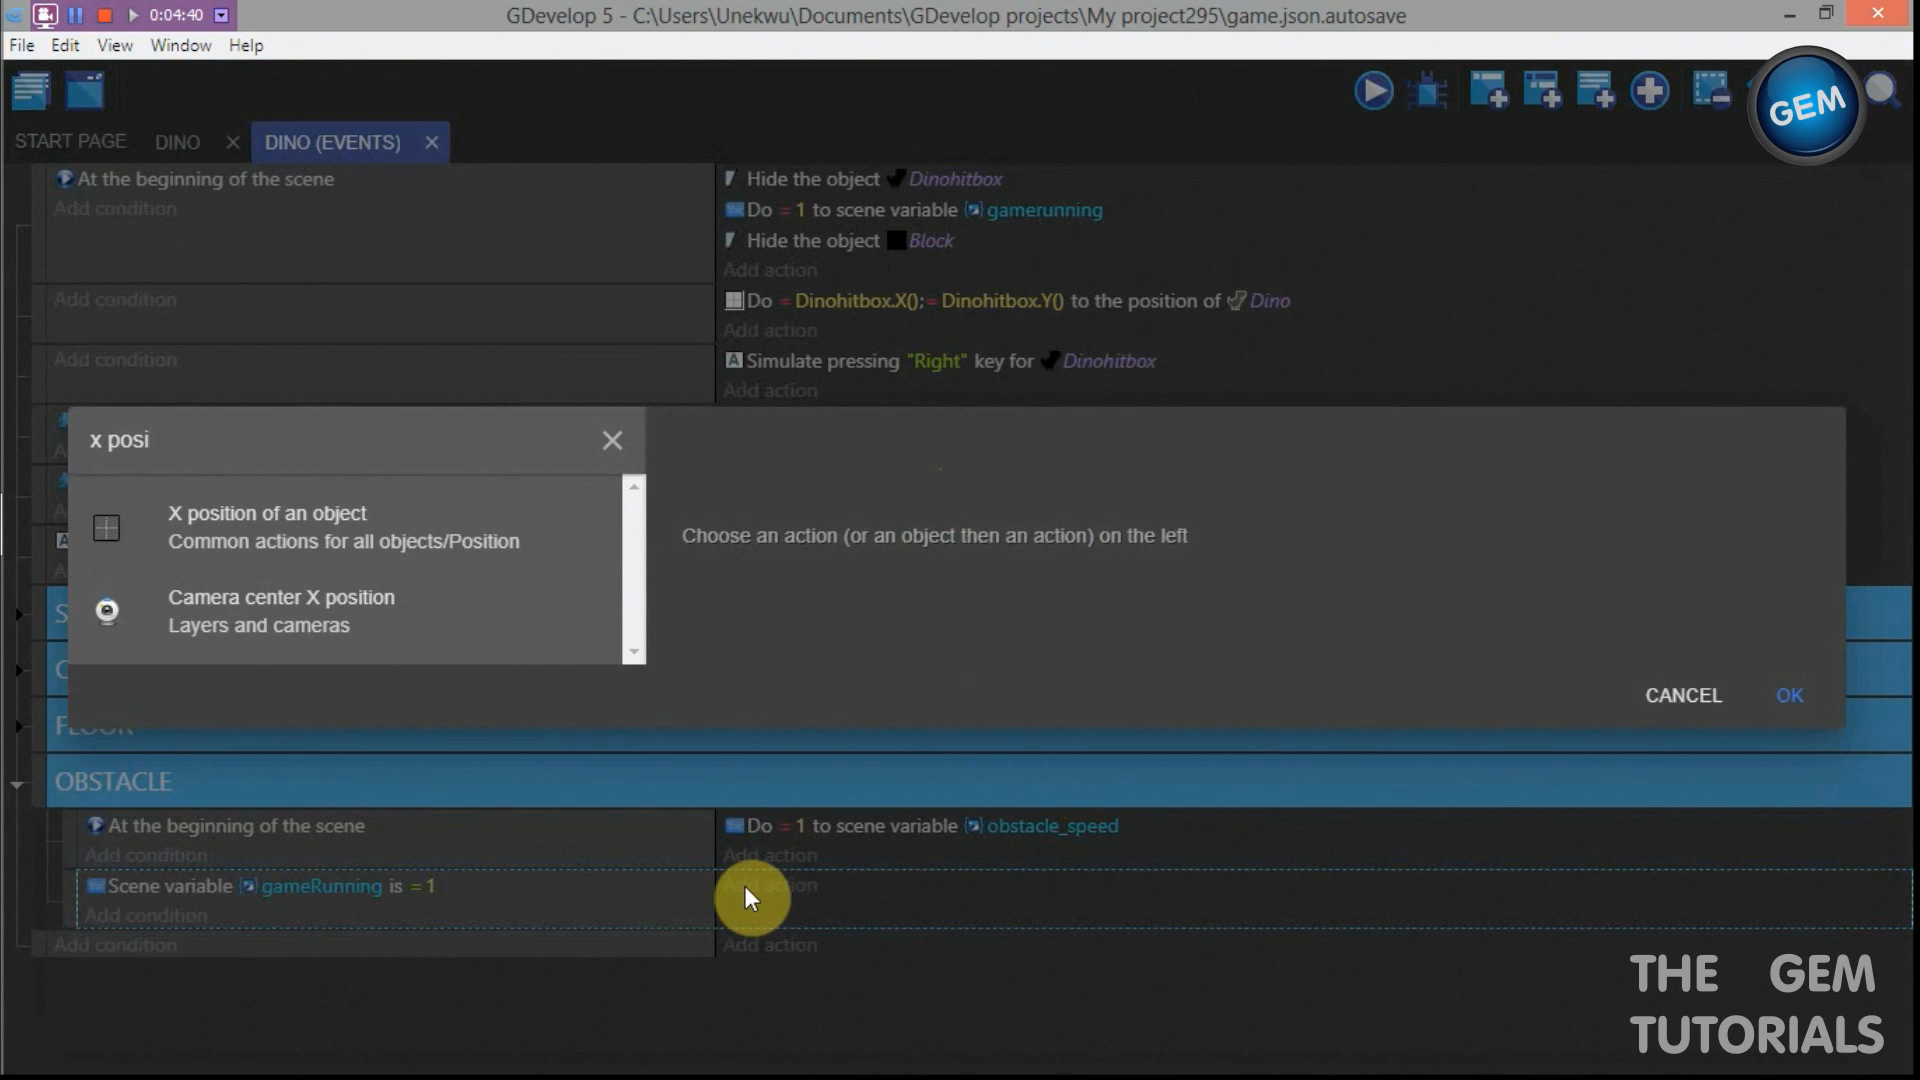 0:04:40
GDevelop 5 - C:\Users\Unekwu\Documents\GDevelop projects\My project295\game.json.autosave
File Edit View Window Help
GEM
START PAGE DINO DINO (EVENTS)
At the beginning of the scene
Add condition
Hide the object Dinohitbox
Do = 1 to scene variable gamerunning
Hide the object Block
Add action
Add condition
Do = Dinohitbox.X();= Dinohitbox.Y() to the position of Dino
Add action
Add condition
Simulate pressing "Right" key for Dinohitbox
Add action
x posi
X position of an object
Common actions for all objects/Position
Camera center X position
Layers and cameras
Choose an action (or an object then an action) on the left
CANCEL OK
FLOOR
OBSTACLE
At the beginning of the scene
Add condition
Do = 1 to scene variable obstacle_speed
Add action
Scene variable gameRunning is = 1
Add condition
Add action
Add condition
Add action
THE GEM
TUTORIALS